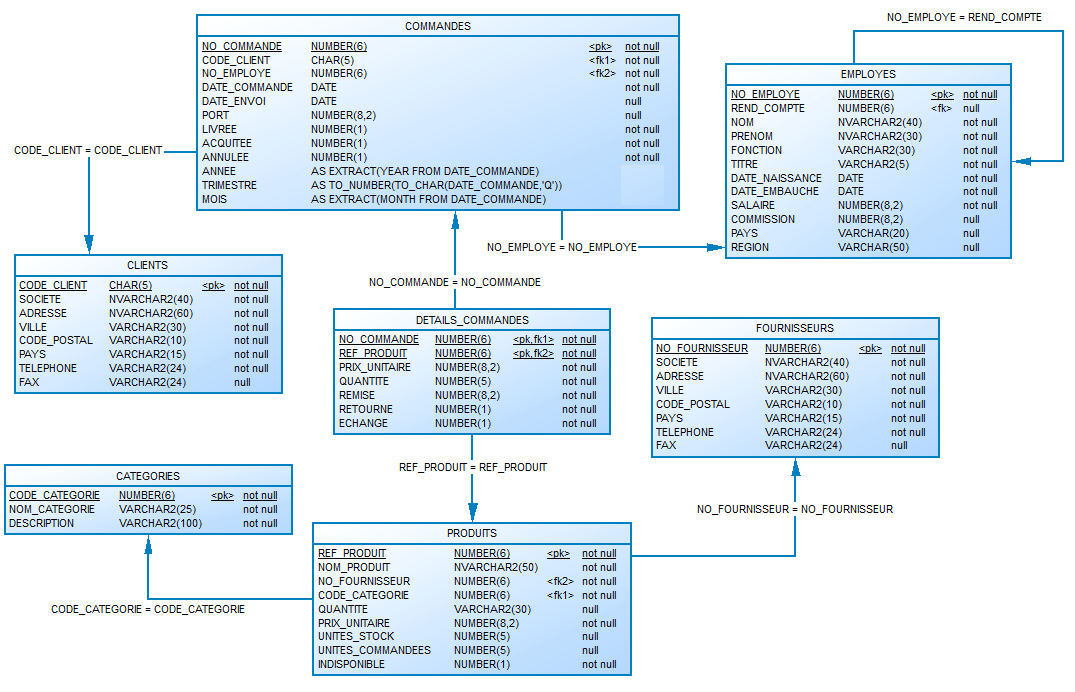 NO_EMPLOYE = REND_COMPTE
COMMANDES
NO_COMMANDE NUMBER(6) <pk> not null
CODE_CLIENT CHAR(5) <fk1> not null
NO_EMPLOYE NUMBER(6) <fk2> not null
DATE_COMMANDE DATE not null
DATE_ENVOI DATE null
PORT NUMBER(8,2) null
LIVREE NUMBER(1) not null
ACQUITEE NUMBER(1) not null
ANNULEE NUMBER(1) not null
ANNEE AS EXTRACT(YEAR FROM DATE_COMMANDE)
TRIMESTRE AS TO_NUMBER(TO_CHAR(DATE_COMMANDE,'Q'))
MOIS AS EXTRACT(MONTH FROM DATE_COMMANDE)
EMPLOYES
NO_EMPLOYE NUMBER(6) <pk> not null
REND_COMPTE NUMBER(6) <fk> null
NOM NVARCHAR2(40) not null
PRENOM NVARCHAR2(30) not null
FONCTION VARCHAR2(30) not null
TITRE VARCHAR2(5) not null
DATE_NAISSANCE DATE not null
DATE_EMBAUCHE DATE not null
SALAIRE NUMBER(8,2) not null
COMMISSION NUMBER(8,2) null
PAYS VARCHAR(20) null
REGION VARCHAR(50) null
CODE_CLIENT = CODE_CLIENT
NO_EMPLOYE = NO_EMPLOYE
CLIENTS
CODE_CLIENT CHAR(5) <pk> not null
SOCIETE NVARCHAR2(40) not null
ADRESSE NVARCHAR2(60) not null
VILLE VARCHAR2(30) not null
CODE_POSTAL VARCHAR2(10) not null
PAYS VARCHAR2(15) not null
TELEPHONE VARCHAR2(24) not null
FAX VARCHAR2(24) null
NO_COMMANDE = NO_COMMANDE
DETAILS_COMMANDES
NO_COMMANDE NUMBER(6) <pk,fk1> not null
REF_PRODUIT NUMBER(6) <pk,fk2> not null
PRIX_UNITAIRE NUMBER(8,2) not null
QUANTITE NUMBER(5) not null
REMISE NUMBER(8,2) not null
RETOURNE NUMBER(1) not null
ECHANGE NUMBER(1) not null
FOURNISSEURS
NO_FOURNISSEUR NUMBER(6) <pk> not null
SOCIETE NVARCHAR2(40) not null
ADRESSE NVARCHAR2(60) not null
VILLE VARCHAR2(30) not null
CODE_POSTAL VARCHAR2(10) not null
PAYS VARCHAR2(15) not null
TELEPHONE VARCHAR2(24) not null
FAX VARCHAR2(24) null
REF_PRODUIT = REF_PRODUIT
CATEGORIES
CODE_CATEGORIE NUMBER(6) <pk> not null
NOM_CATEGORIE VARCHAR2(25) not null
DESCRIPTION VARCHAR2(100) not null
NO_FOURNISSEUR = NO_FOURNISSEUR
PRODUITS
REF_PRODUIT NUMBER(6) <pk> not null
NOM_PRODUIT NVARCHAR2(50) not null
NO_FOURNISSEUR NUMBER(6) <fk2> not null
CODE_CATEGORIE NUMBER(6) <fk1> not null
QUANTITE VARCHAR2(30) null
PRIX_UNITAIRE NUMBER(8,2) not null
UNITES_STOCK NUMBER(5) null
UNITES_COMMANDEES NUMBER(5) null
INDISPONIBLE NUMBER(1) not null
CODE_CATEGORIE = CODE_CATEGORIE